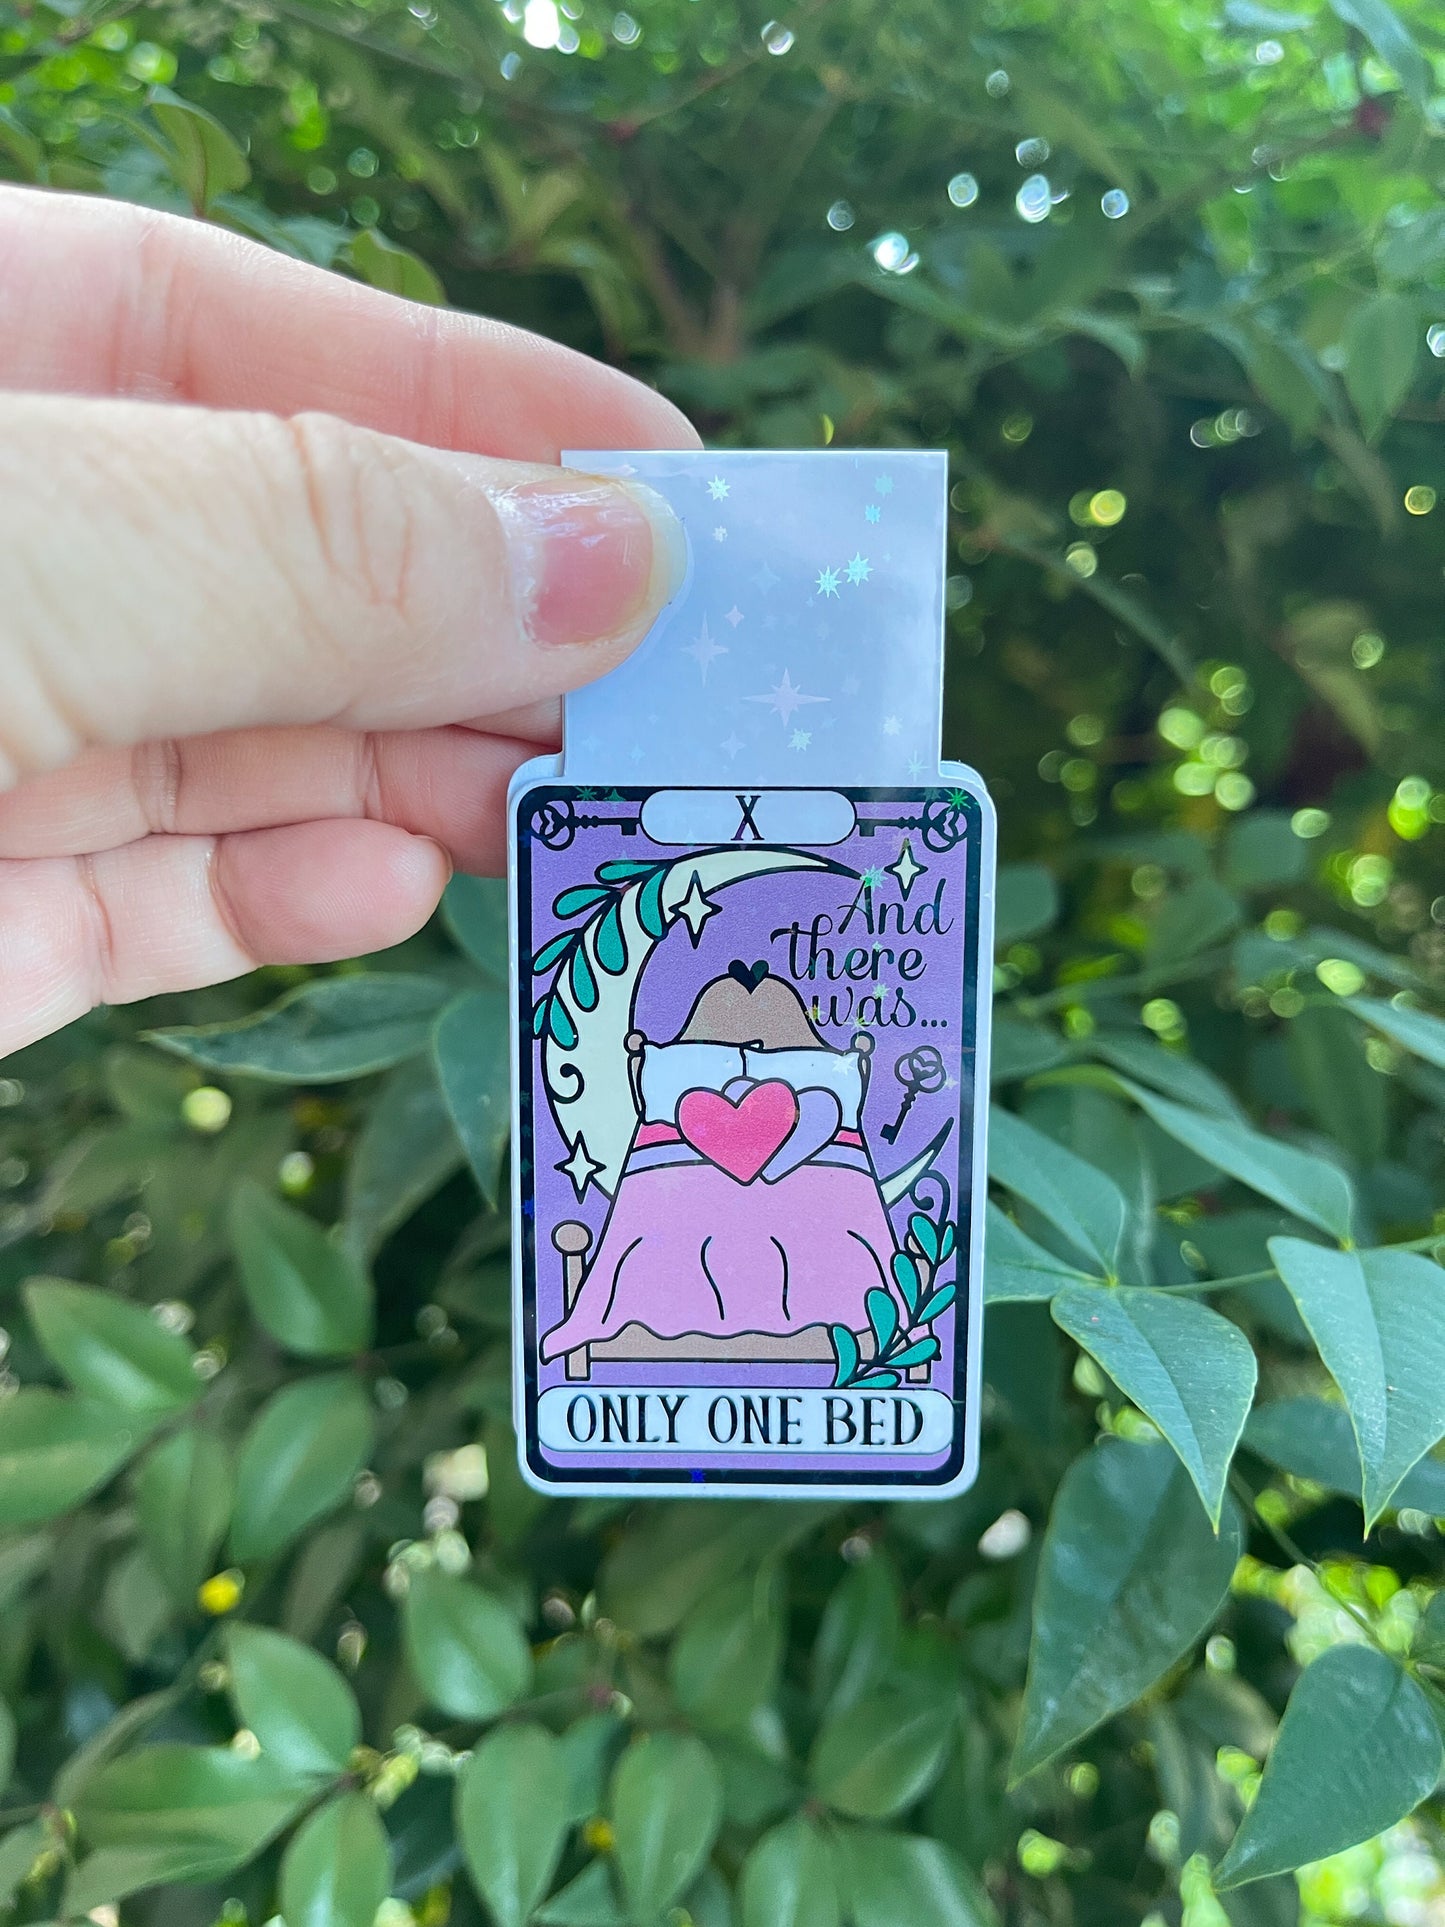 X
And
there
was...
ONLY ONE BED